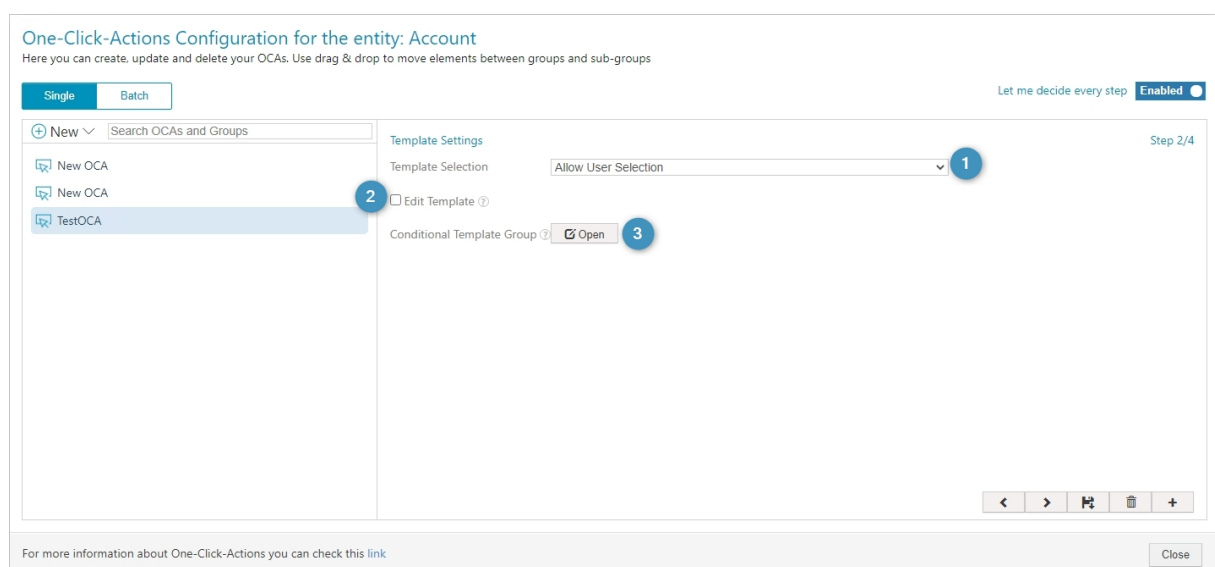 One-Click-Actions Configuration for the entity: Account
Here you can create, update and delete your OCAs. Use drag & drop to move elements between groups and sub-groups
Single Batch
Let me decide every step Enabled
New Search OCAs and Groups
New OCA
New OCA
TestOCA
Template Settings Step 2/4
Template Selection Allow User Selection 1
2 Edit Template ?
Conditional Template Group ? Open 3
For more information about One-Click-Actions you can check this link
Close